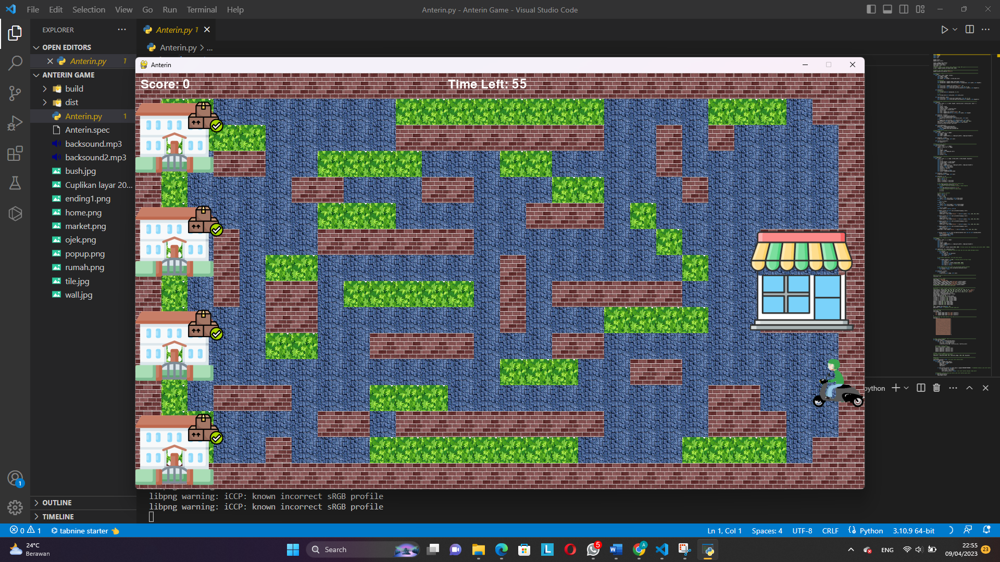 File Edit Selection View Go Run Terminal Help
Anterin.py - Anterin Game - Visual Studio Code
EXPLORER
OPEN EDITORS
Anterin.py 1
ANTERIN GAME
build
dist
Anterin.py 1
Anterin.spec
backsound.mp3
backsound2.mp3
bush.jpg
Cuplikan layar 20...
ending1.png
home.png
market.png
ojek.png
popup.png
rumah.png
tile.jpg
wall.jpg
OUTLINE
TIMELINE
Anterin.py 1
Anterin.py > ...
Anterin
Score: 0
Time Left: 55
python
libpng warning: iCCP: known incorrect sRGB profile
libpng warning: iCCP: known incorrect sRGB profile
1
0 1 tabnine starter
Ln 1, Col 1 Spaces: 4 UTF-8 CRLF Python 3.10.9 64-bit
24°C
Berawan
Search
5
A
ENG
22:55
09/04/2023
23